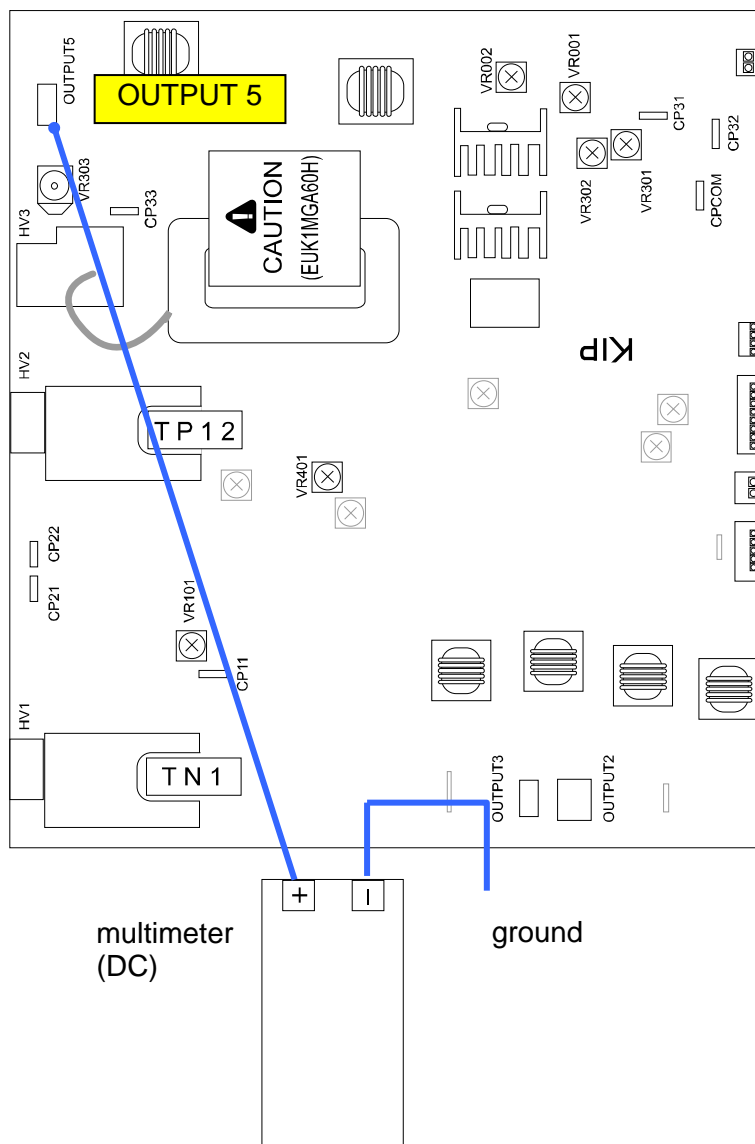 OUTPUT5
OUTPUT 5
VR002
VR001
CP31
CP32
VR303
CP33
CAUTION
(EUK1MGA60H)
VR302
VR301
CPCOM
HV3
KIP
HV2
TP12
VR401
CP22
CP21
VR101
CP11
HV1
TN1
OUTPUT3
OUTPUT2
+
−
multimeter
(DC)
ground